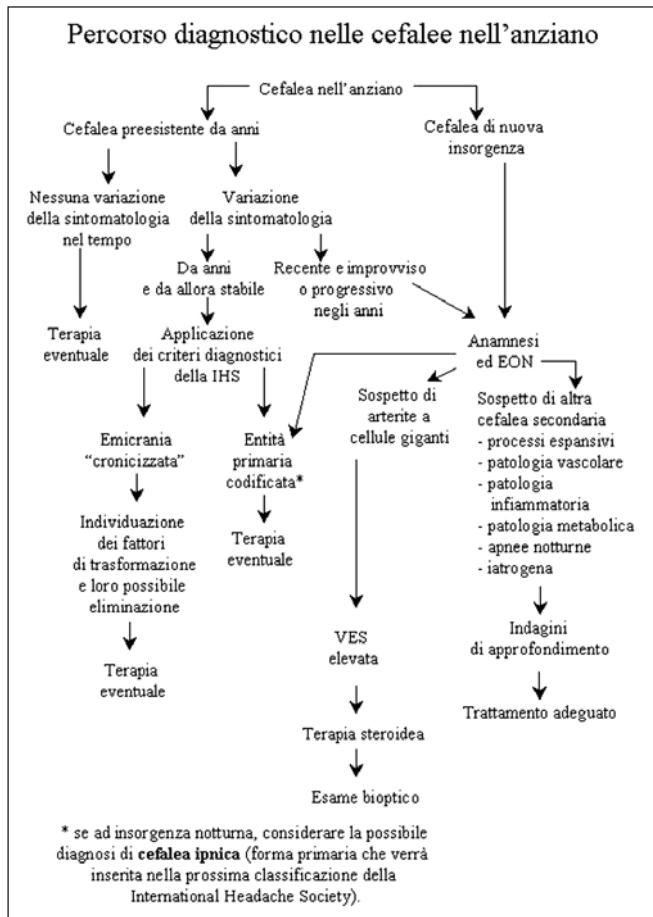 Percorso diagnostico nelle cefalee nell'anziano
Cefalea nell'anziano
Cefalea preesistente da anni
Cefalea di nuova
insorgenza
Nessuna variazione
della sintomatologia
nel tempo
Variazione
della sintomatologia
Da anni
e da allora stabile
Recente e improvviso
o progressivo
negli anni
Terapia
eventuale
Applicazione
dei criteri diagnostici
della IHS
Anamnesi
ed EON
Sospetto di
arterite a
cellule giganti
Sospetto di altra
cefalea secondaria
- processi espansivi
- patologia vascolare
- patologia
infiammatoria
- patologia metabolica
- apnee notturne
- iatrogena
Emicrania
"cronicizzata"
Entità
primaria
codificata*
Individuazione
dei fattori
di trasformazione
e loro possibile
eliminazione
Terapia
eventuale
Terapia
eventuale
VES
elevata
Indagini
di approfondimento
Terapia steroidea
Trattamento adeguato
Esame bioptico
* se ad insorgenza notturna, considerare la possibile
diagnosi di cefalea ipnica (forma primaria che verrà
inserita nella prossima classificazione della
International Headache Society).